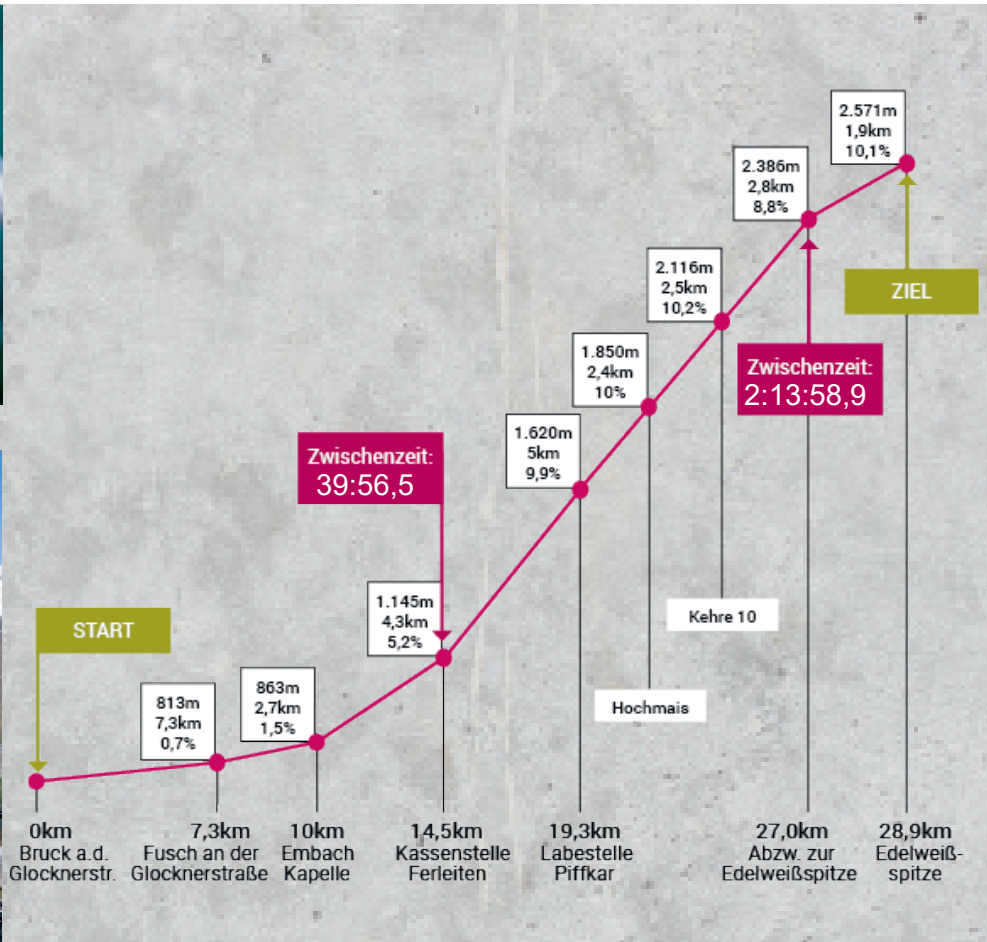 2.571m
1,9km
10,1%
2.386m
2,8km
8,8%
2.116m
2,5km
10,2%
ZIEL
1.850m
2,4km
10%
Zwischenzeit:
2:13:58,9
1.620m
5km
9,9%
Zwischenzeit:
39:56,5
1.145m
4,3km
5,2%
START
Kehre 10
813m
7,3km
0,7%
863m
2,7km
1,5%
Hochmais
0km
Bruck a.d.
Glocknerstr.
7,3km
Fusch an der
Glocknerstraße
10km
Embach
Kapelle
14,5km
Kassenstelle
Ferleiten
19,3km
Labestelle
Piffkar
27,0km
Abzw. zur
Edelweißspitze
28,9km
Edelweiß-
spitze